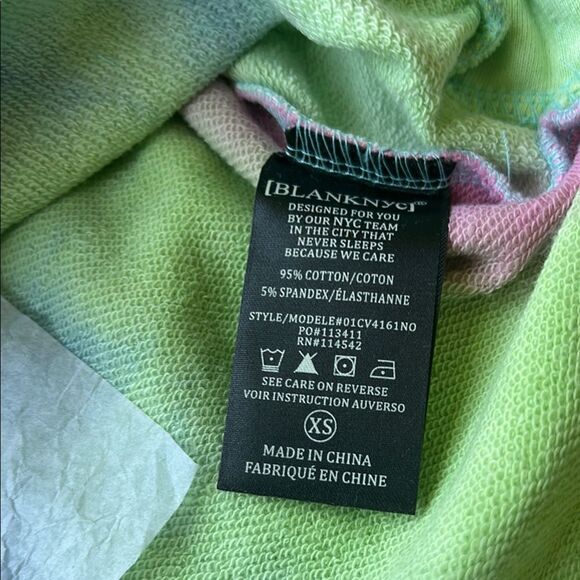 [BLANKNYC]®
DESIGNED FOR YOU
BY OUR NYC TEAM
IN THE CITY THAT
NEVER SLEEPS
BECAUSE WE CARE
95% COTTON/COTON
5% SPANDEX/ÉLASTHANNE
STYLE/MODELE#01CV4161NO
PO#113411
RN#114542
SEE CARE ON REVERSE
VOIR INSTRUCTION AUVERSO
XS
MADE IN CHINA
FABRIQUÉ EN CHINE